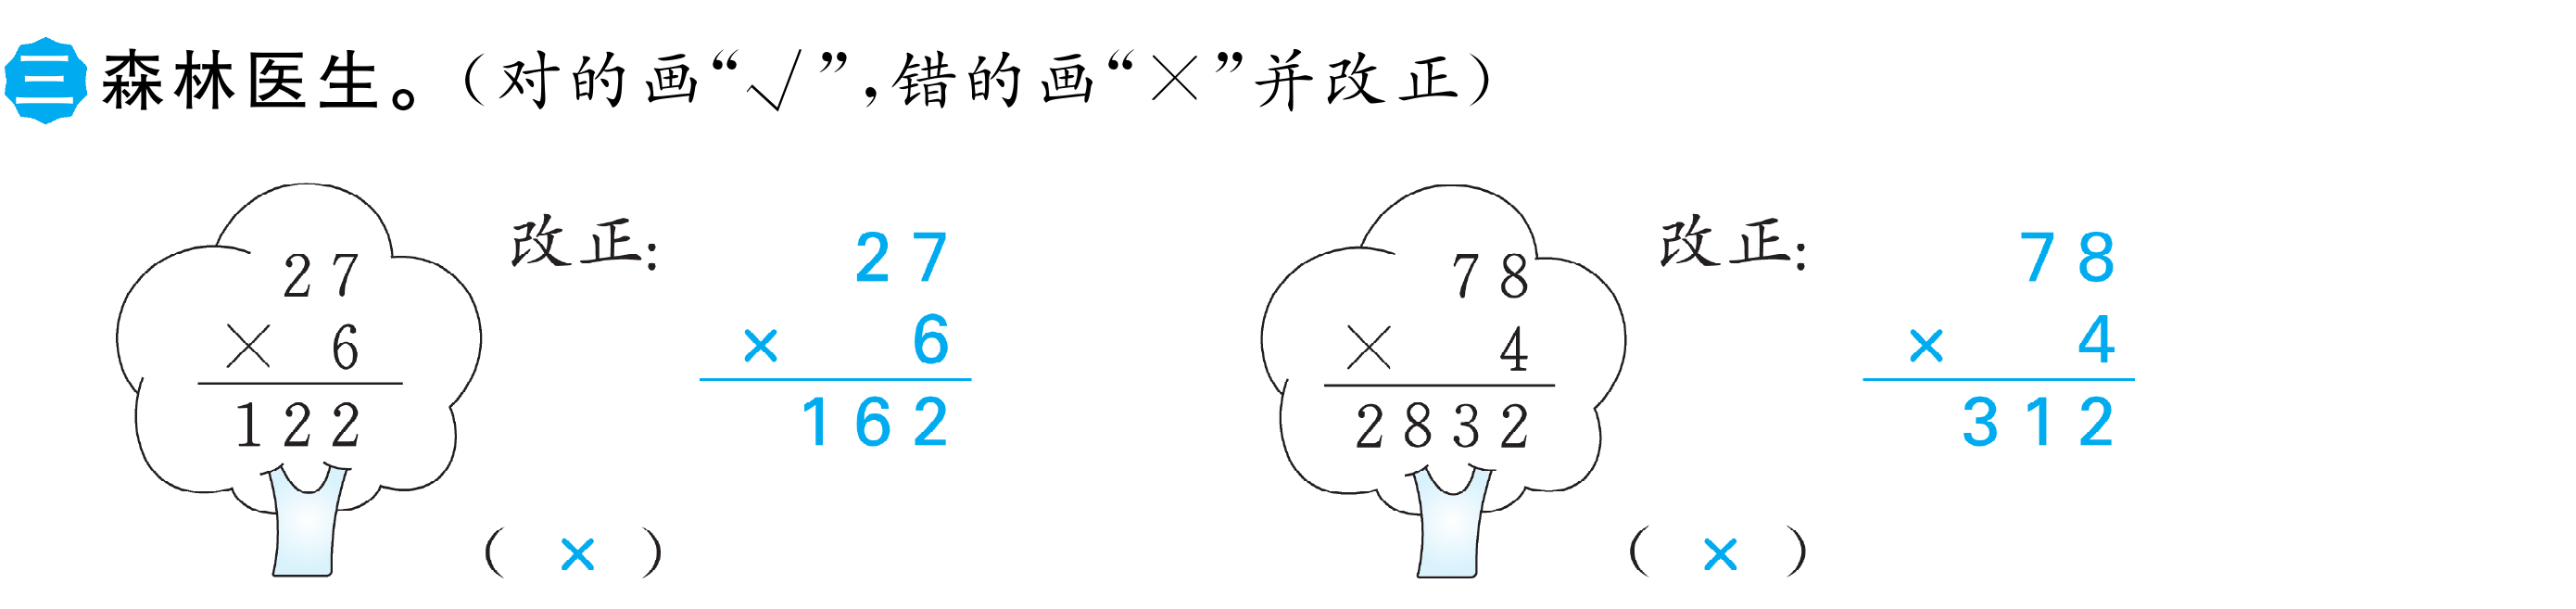 三 森林医生。(对的画“√”,错的画“×”并改正)
27
× 6
122
( × )
改正:
27
× 6
162
78
× 4
2832
( × )
改正:
78
× 4
312